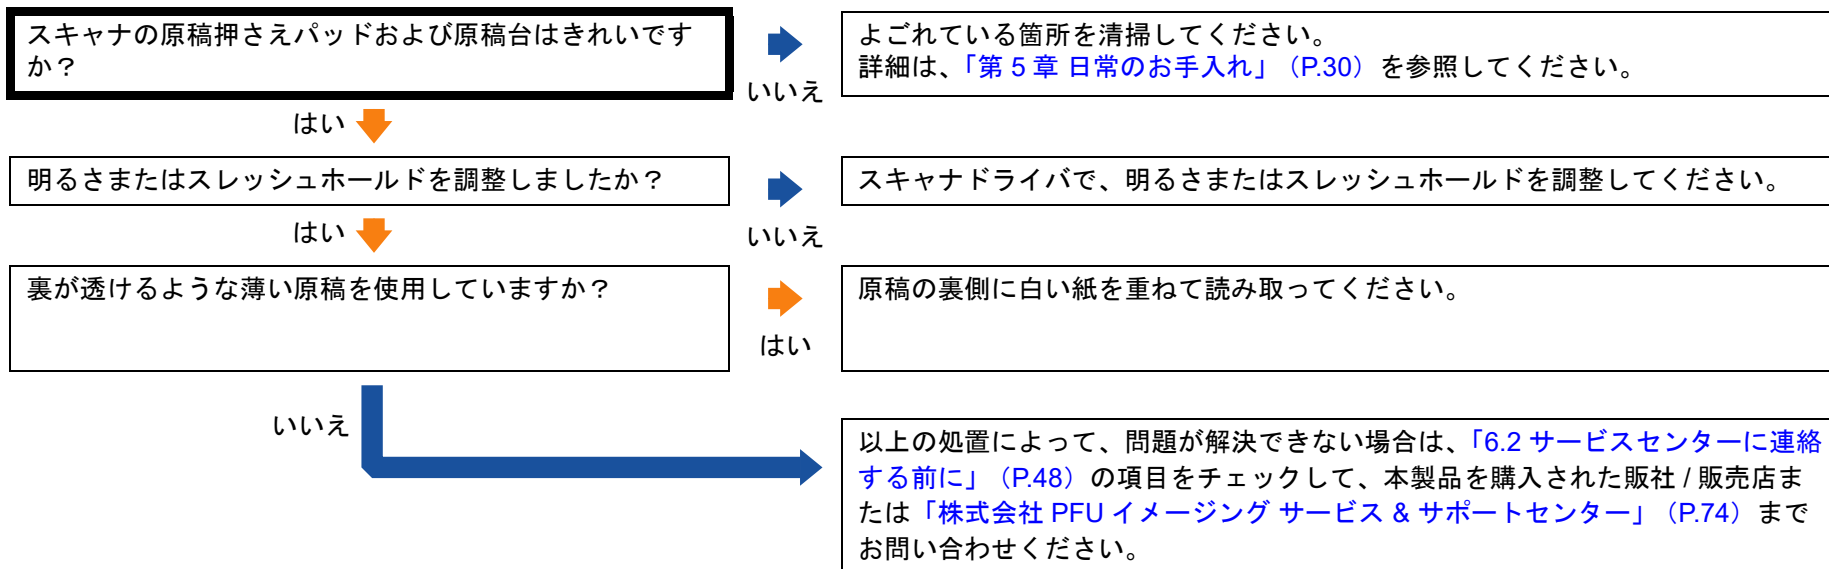 スキャナの原稿押さえパッドおよび原稿台はきれいです
か？
いいえ
よごれている箇所を清掃してください。
詳細は、「第 5 章 日常のお手入れ」（P.30）を参照してください。
はい
明るさまたはスレッシュホールドを調整しましたか？
いいえ
スキャナドライバで、明るさまたはスレッシュホールドを調整してください。
はい
裏が透けるような薄い原稿を使用していますか？
はい
原稿の裏側に白い紙を重ねて読み取ってください。
いいえ
以上の処置によって、問題が解決できない場合は、「6.2 サービスセンターに連絡
する前に」（P.48）の項目をチェックして、本製品を購入された販社 / 販売店ま
たは「株式会社 PFU イメージング サービス & サポートセンター」（P.74）まで
お問い合わせください。